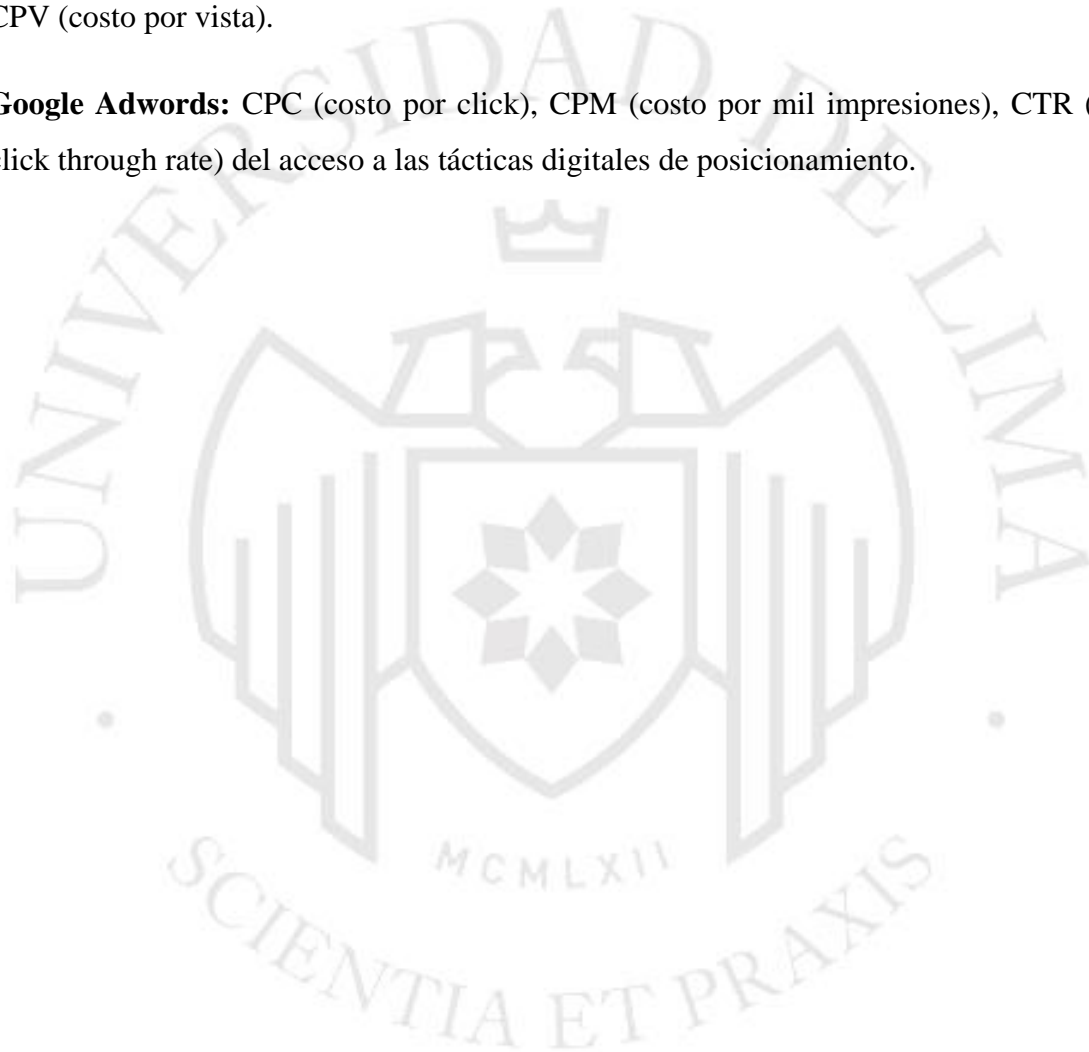 CPV (costo por vista).
Google Adwords: CPC (costo por click), CPM (costo por mil impresiones), CTR (
click through rate) del acceso a las tácticas digitales de posicionamiento.
UNIVERSIDAD DE LIMA
MCMLXII
SCIENTIA ET PRAXIS